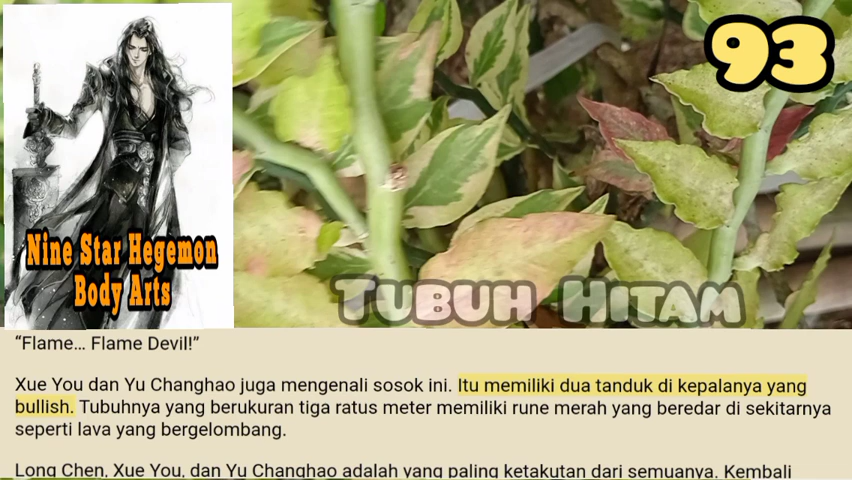 93
Nine Star Hegemon
Body Arts
Tubuh Hitam
“Flame… Flame Devil!”
Xue You dan Yu Changhao juga mengenali sosok ini. Itu memiliki dua tanduk di kepalanya yang
bullish. Tubuhnya yang berukuran tiga ratus meter memiliki rune merah yang beredar di sekitarnya
seperti lava yang bergelombang.
Long Chen, Xue You, dan Yu Changhao adalah yang paling ketakutan dari semuanya. Kembali